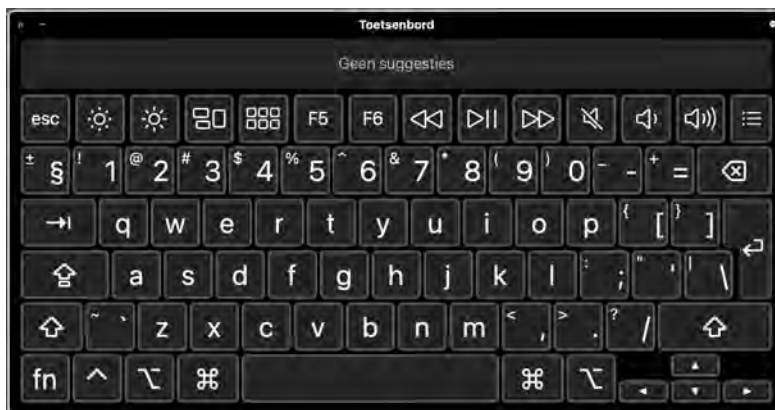 Toetsenbord
Geen suggesties
esc F5 F6
± § ! 1 @ 2 # 3 $ 4 % 5 ^ 6 & 7 * 8 ( 9 ) 0 _ - + =
q w e r t y u i o p { [ } ]
a s d f g h j k l : ; " ' | \
~ ` z x c v b n m < , > . ? /
fn ^ ⌥ ⌘ ⌘ ⌥